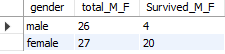 gender total_M_F Survived_M_F
male 26 4
female 27 20